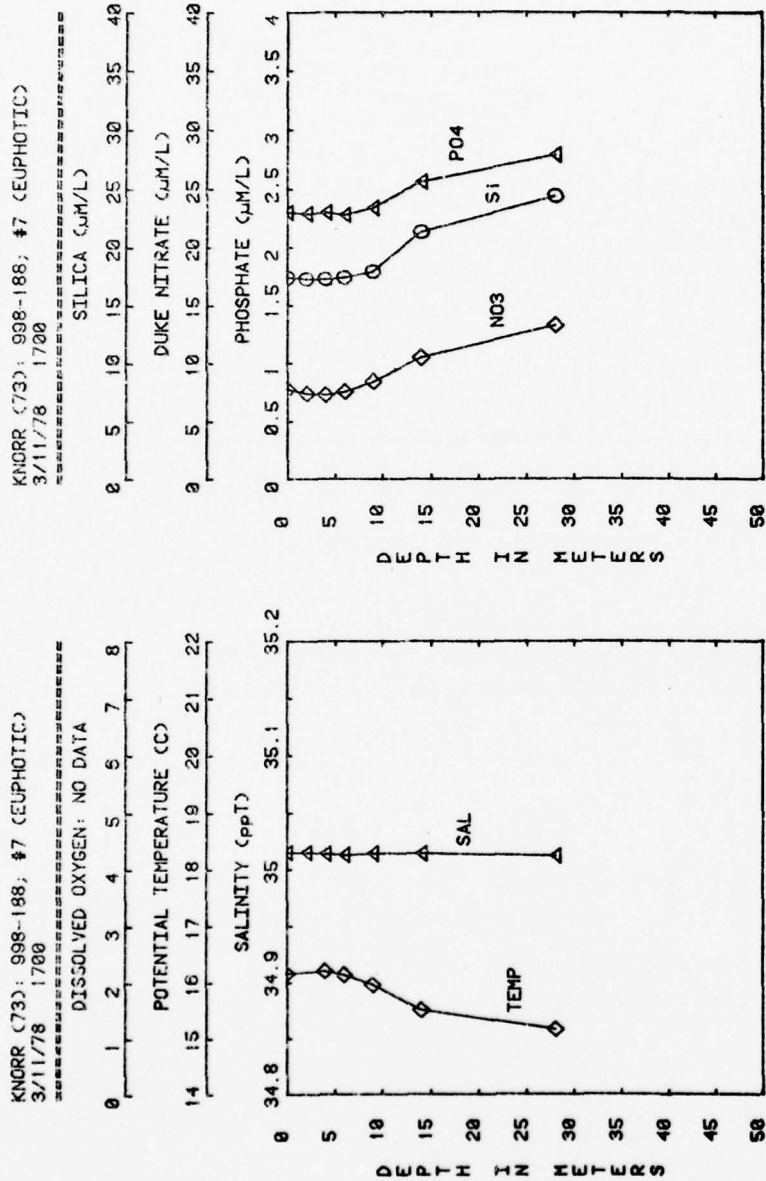 KNORR (73): 998-188; #7 (EUPHOTIC)
3/11/78 1700
DISSOLVED OXYGEN: NO DATA
0 1 2 3 4 5 6 7 8
POTENTIAL TEMPERATURE (C)
14 15 16 17 18 19 20 21 22
SALINITY (ppT)
34.8 34.9 35 35.1 35.2
0
5
10
15
20
25
30
35
40
45
50
DEPTH IN METERS
TEMP
SAL
KNORR (73): 998-188; #7 (EUPHOTIC)
3/11/78 1700
SILICA (µM/L)
0 5 10 20 30 40
DUKE NITRATE (µM/L)
0 5 10 20 30 40
PHOSPHATE (µM/L)
0 0.5 1 1.5 2 2.5 3 3.5 4
0
5
10
15
20
25
30
35
40
45
50
DEPTH IN METERS
NO3
Si
PO4